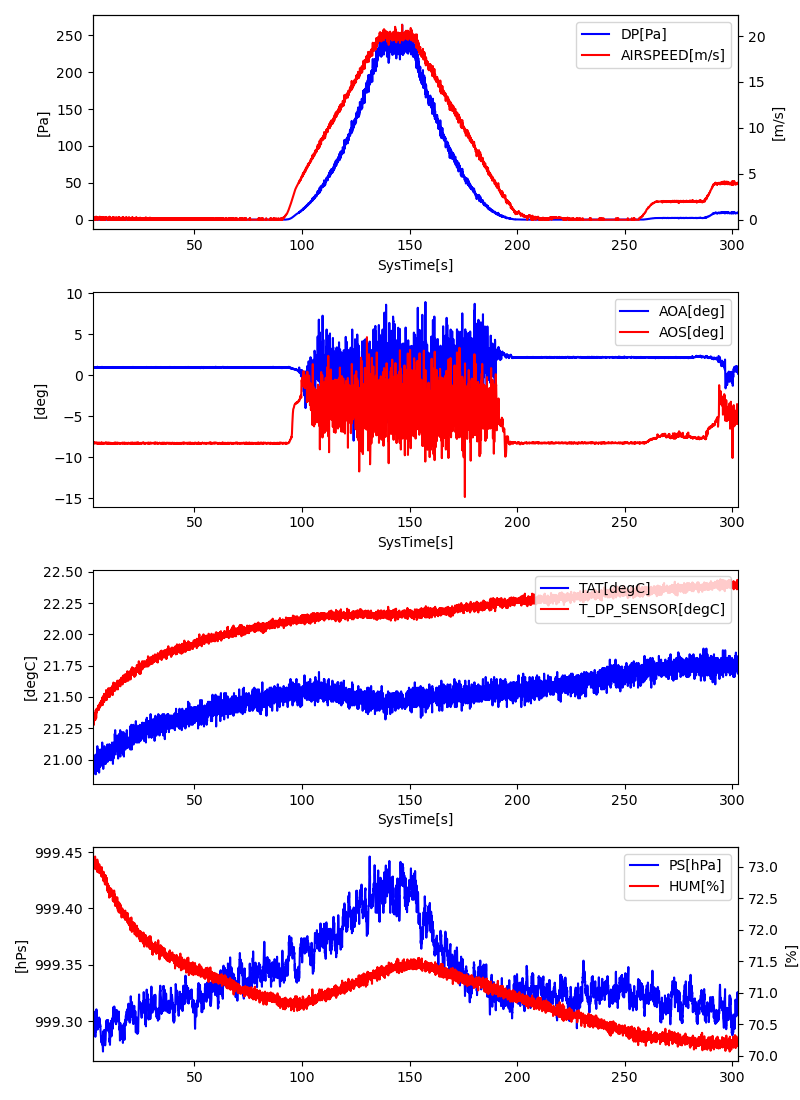 DP[Pa]
AIRSPEED[m/s]
250
200
150
100
50
0
[Pa]
20
15
10
5
0
[m/s]
50 100 150 200 250 300
SysTime[s]
AOA[deg]
AOS[deg]
10
5
0
−5
−10
−15
[deg]
50 100 150 200 250 300
SysTime[s]
TAT[degC]
T_DP_SENSOR[degC]
22.50
22.25
22.00
21.75
21.50
21.25
21.00
[degC]
50 100 150 200 250 300
SysTime[s]
PS[hPa]
HUM[%]
999.45
999.40
999.35
999.30
[hPs]
73.0
72.5
72.0
71.5
71.0
70.5
70.0
[%]
50 100 150 200 250 300